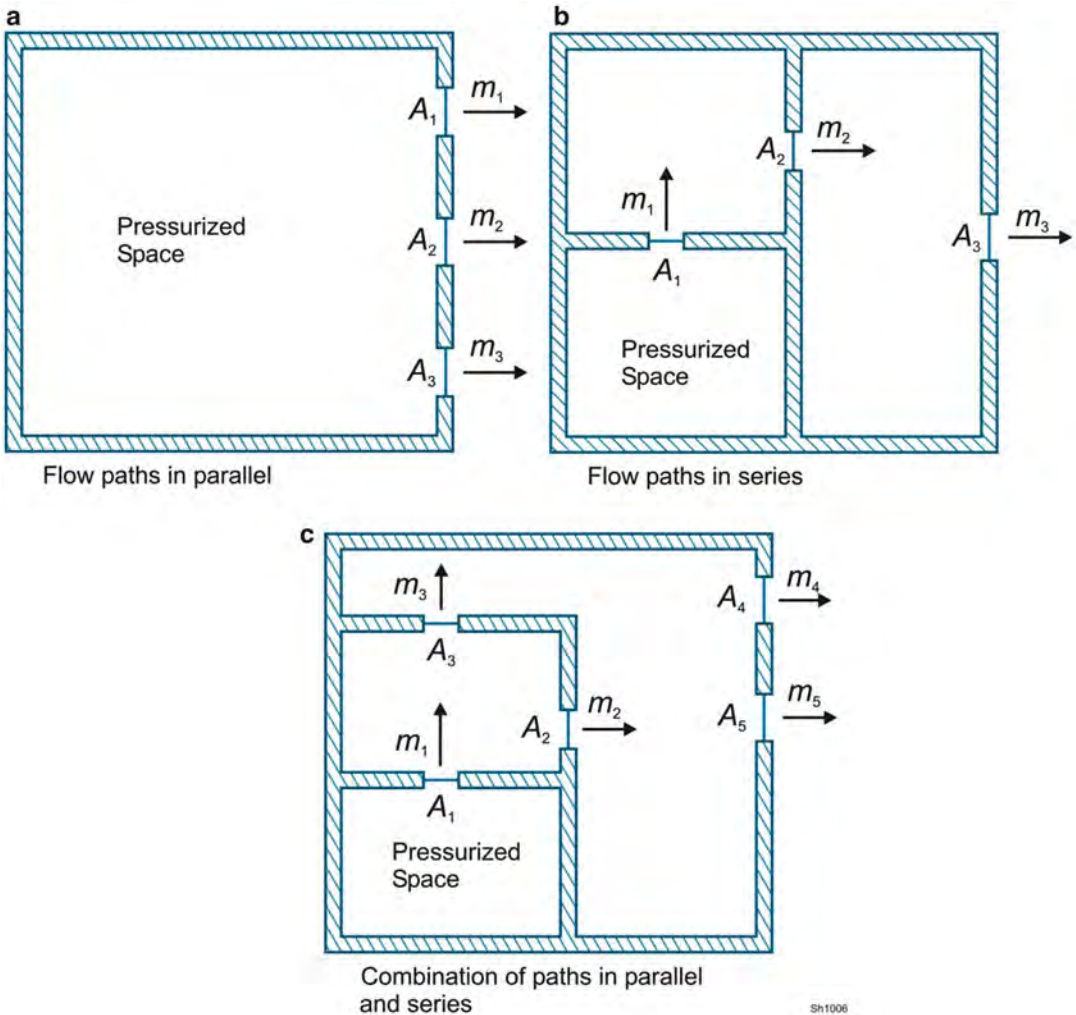 a
A₁ m₁
Pressurized
Space
A₂ m₂
A₃ m₃
Flow paths in parallel
b
A₂ m₂
m₁
A₁
A₃ m₃
Pressurized
Space
Flow paths in series
c
m₃
A₃
A₄ m₄
m₁
A₂ m₂
A₅ m₅
A₁
Pressurized
Space
Combination of paths in parallel
and series
Sh1006